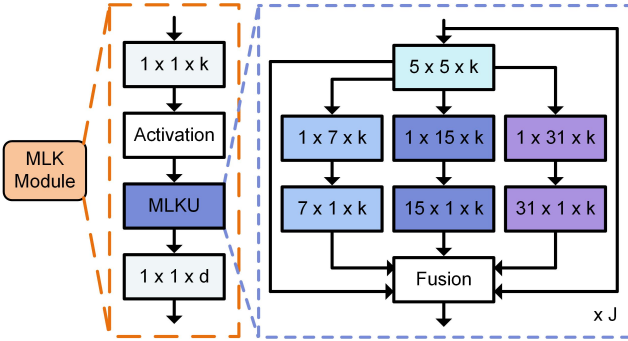 MLK
Module
1 x 1 x k
Activation
MLKU
1 x 1 x d
5 x 5 x k
1 x 7 x k
1 x 15 x k
1 x 31 x k
7 x 1 x k
15 x 1 x k
31 x 1 x k
Fusion
x J